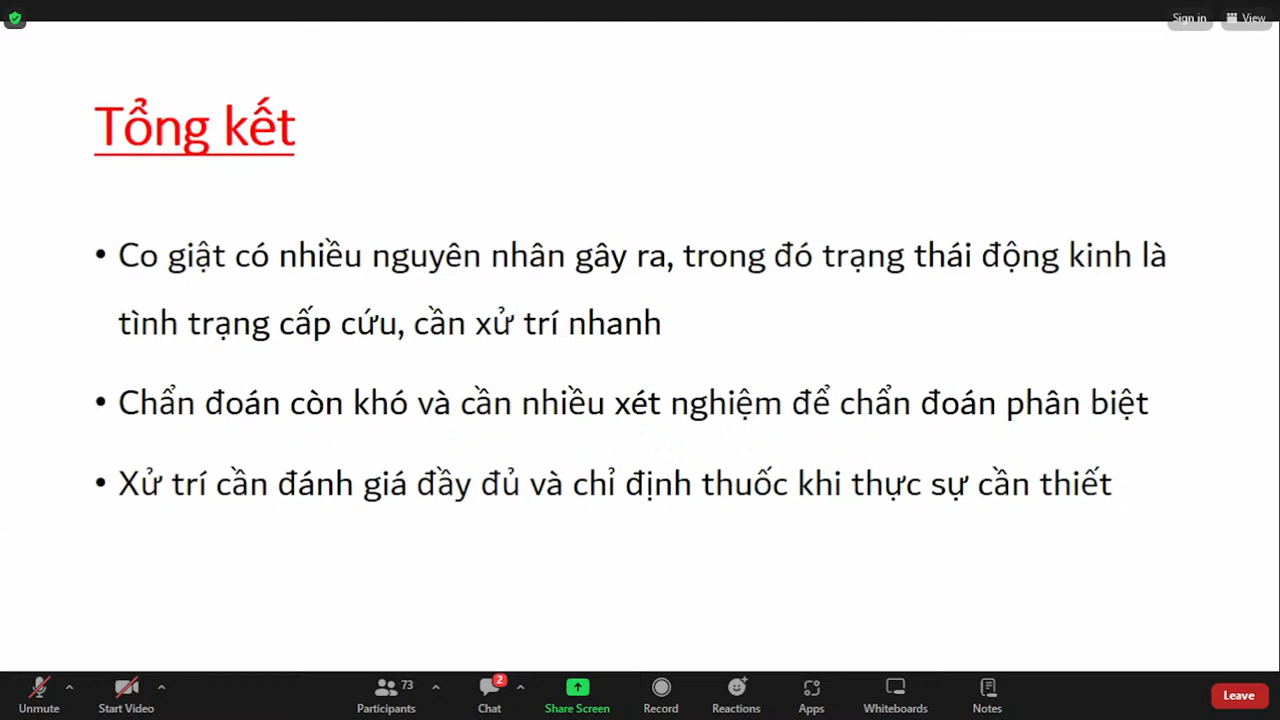 Sign in View
Tổng kết
• Co giật có nhiều nguyên nhân gây ra, trong đó trạng thái động kinh là
tình trạng cấp cứu, cần xử trí nhanh
• Chẩn đoán còn khó và cần nhiều xét nghiệm để chẩn đoán phân biệt
• Xử trí cần đánh giá đầy đủ và chỉ định thuốc khi thực sự cần thiết
73 2
Unmute Start Video Participants Chat Share Screen Record Reactions Apps Whiteboards Notes Leave